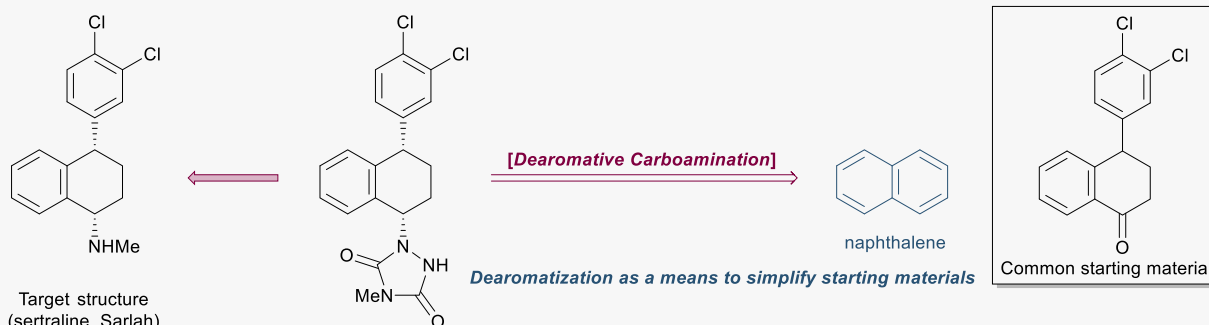 Cl
Cl
NHMe
Target structure
(sertraline, Sarlah)
Cl
Cl
N
NH
O
N
Me
O
[Dearomative Carboamination]
naphthalene
Dearomatization as a means to simplify starting materials
Cl
Cl
O
Common starting materia